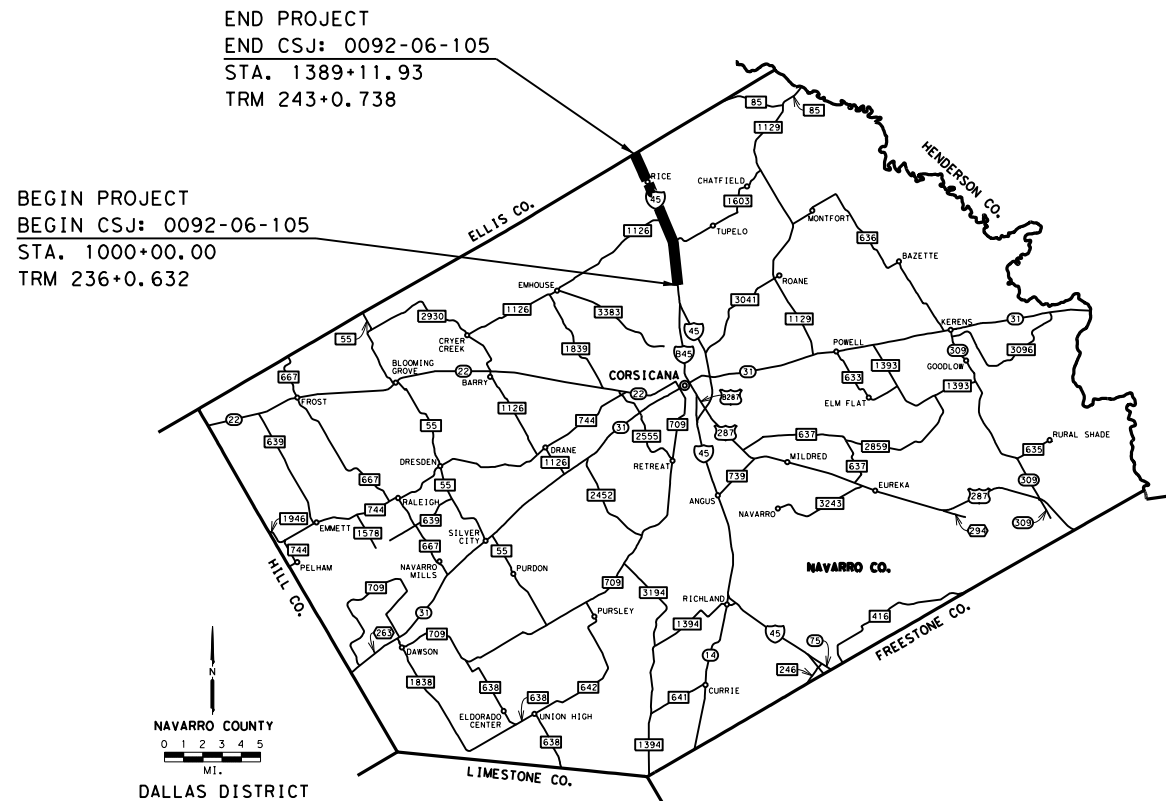 END PROJECT
END CSJ: 0092-06-105
STA. 1389+11.93
TRM 243+0.738
BEGIN PROJECT
BEGIN CSJ: 0092-06-105
STA. 1000+00.00
TRM 236+0.632
85
85
1129
HENDERSON CO.
RICE
45
CHATFIELD
1603
ELLIS CO.
1126
TUPELO
MONTFORT
636
BAZETTE
EMHOUSE
ROANE
3041
1126
3383
2930
55
CRYER
CREEK
1839
45
1129
KERENS
31
B45
POWELL
309
3096
667
BLOOMING
GROVE
22
BARRY
CORSICANA
31
1393
GOODLOW
633
1393
FROST
22
B287
ELM FLAT
22
1126
744
31
709
287
639
55
2555
637
2859
RURAL SHADE
635
DRANE
1126
RETREAT
45
MILDRED
637
DRESDEN
667
55
739
EUREKA
309
2452
ANGUS
287
RALEIGH
744
NAVARRO
3243
294
309
1946
EMMETT
1578
639
SILVER
CITY
744
667
55
PELHAM
NAVARRO
MILLS
PURDON
NAVARRO CO.
HILL CO.
709
709
3194
RICHLAND
31
PURSLEY
1394
416
FREESTONE CO.
263
709
45
75
DAWSON
14
246
N
1838
638
642
641
CURRIE
638
ELDORADO
CENTER
UNION HIGH
NAVARRO COUNTY
0 1 2 3 4 5
MI.
638
1394
LIMESTONE CO.
DALLAS DISTRICT